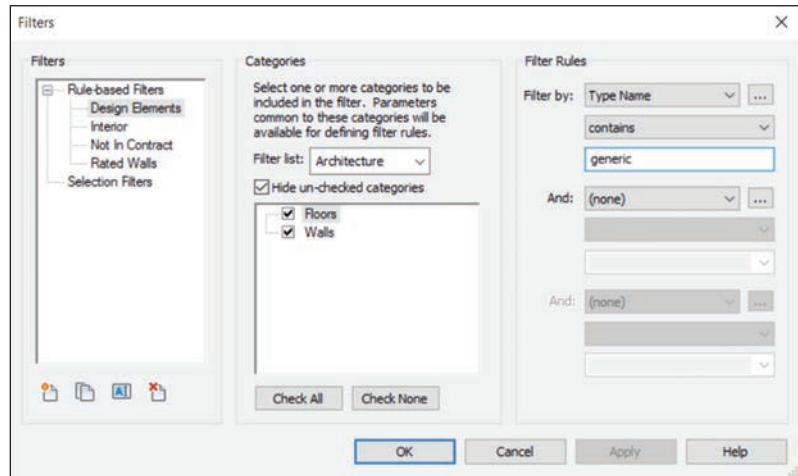 Filters
Filters
Rule-based Filters
Design Elements
Interior
Not In Contract
Rated Walls
Selection Filters
Categories
Select one or more categories to be
included in the filter. Parameters
common to these categories will be
available for defining filter rules.
Filter list: Architecture
Hide un-checked categories
Floors
Walls
Check All Check None
Filter Rules
Filter by: Type Name ...
contains
generic
And: (none) ...
And: (none) ...
OK Cancel Apply Help